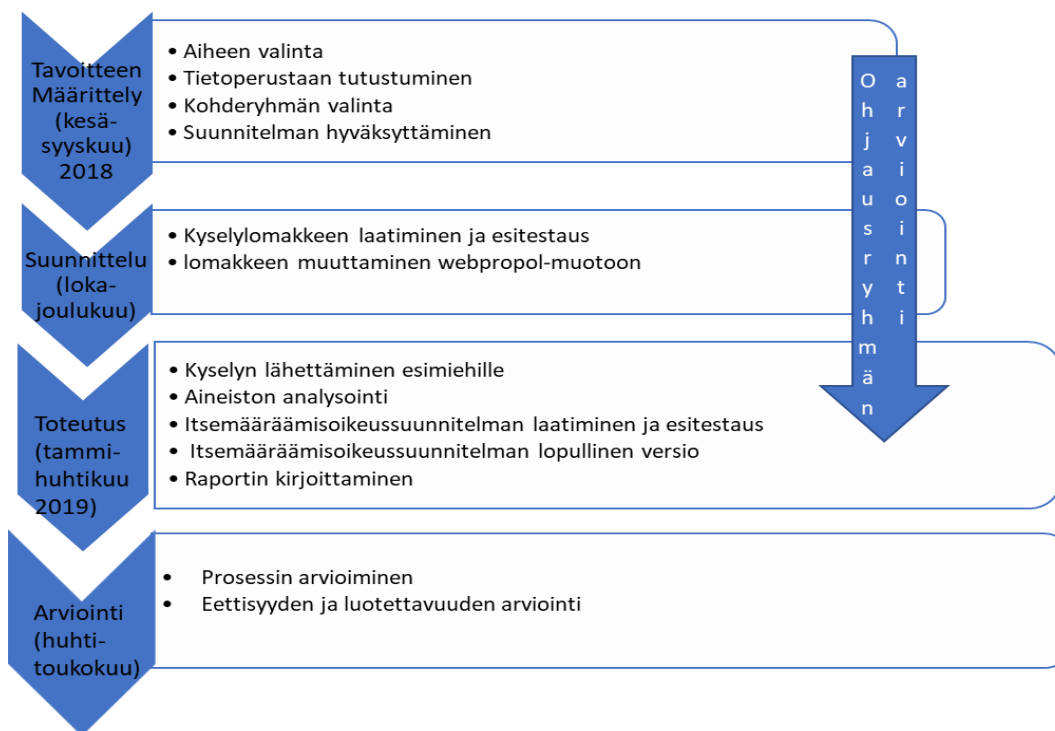 Tavoitteen
Määrittely
(kesä-
syyskuu)
2018
• Aiheen valinta
• Tietoperustaan tutustuminen
• Kohderyhmän valinta
• Suunnitelman hyväksyttäminen
Suunnittelu
(loka-
joulukuu)
• Kyselylomakkeen laatiminen ja esitestaus
• lomakkeen muuttaminen webpropol-muotoon
Toteutus
(tammi-
huhtikuu
2019)
• Kyselyn lähettäminen esimiehille
• Aineiston analysointi
• Itsemääräämisoikeussuunnitelman laatiminen ja esitestaus
• Itsemääräämisoikeussuunnitelman lopullinen versio
• Raportin kirjoittaminen
Arviointi
(huhti-
toukokuu)
• Prosessin arvioiminen
• Eettisyyden ja luotettavuuden arviointi
Ohjausryhmän
arviointi